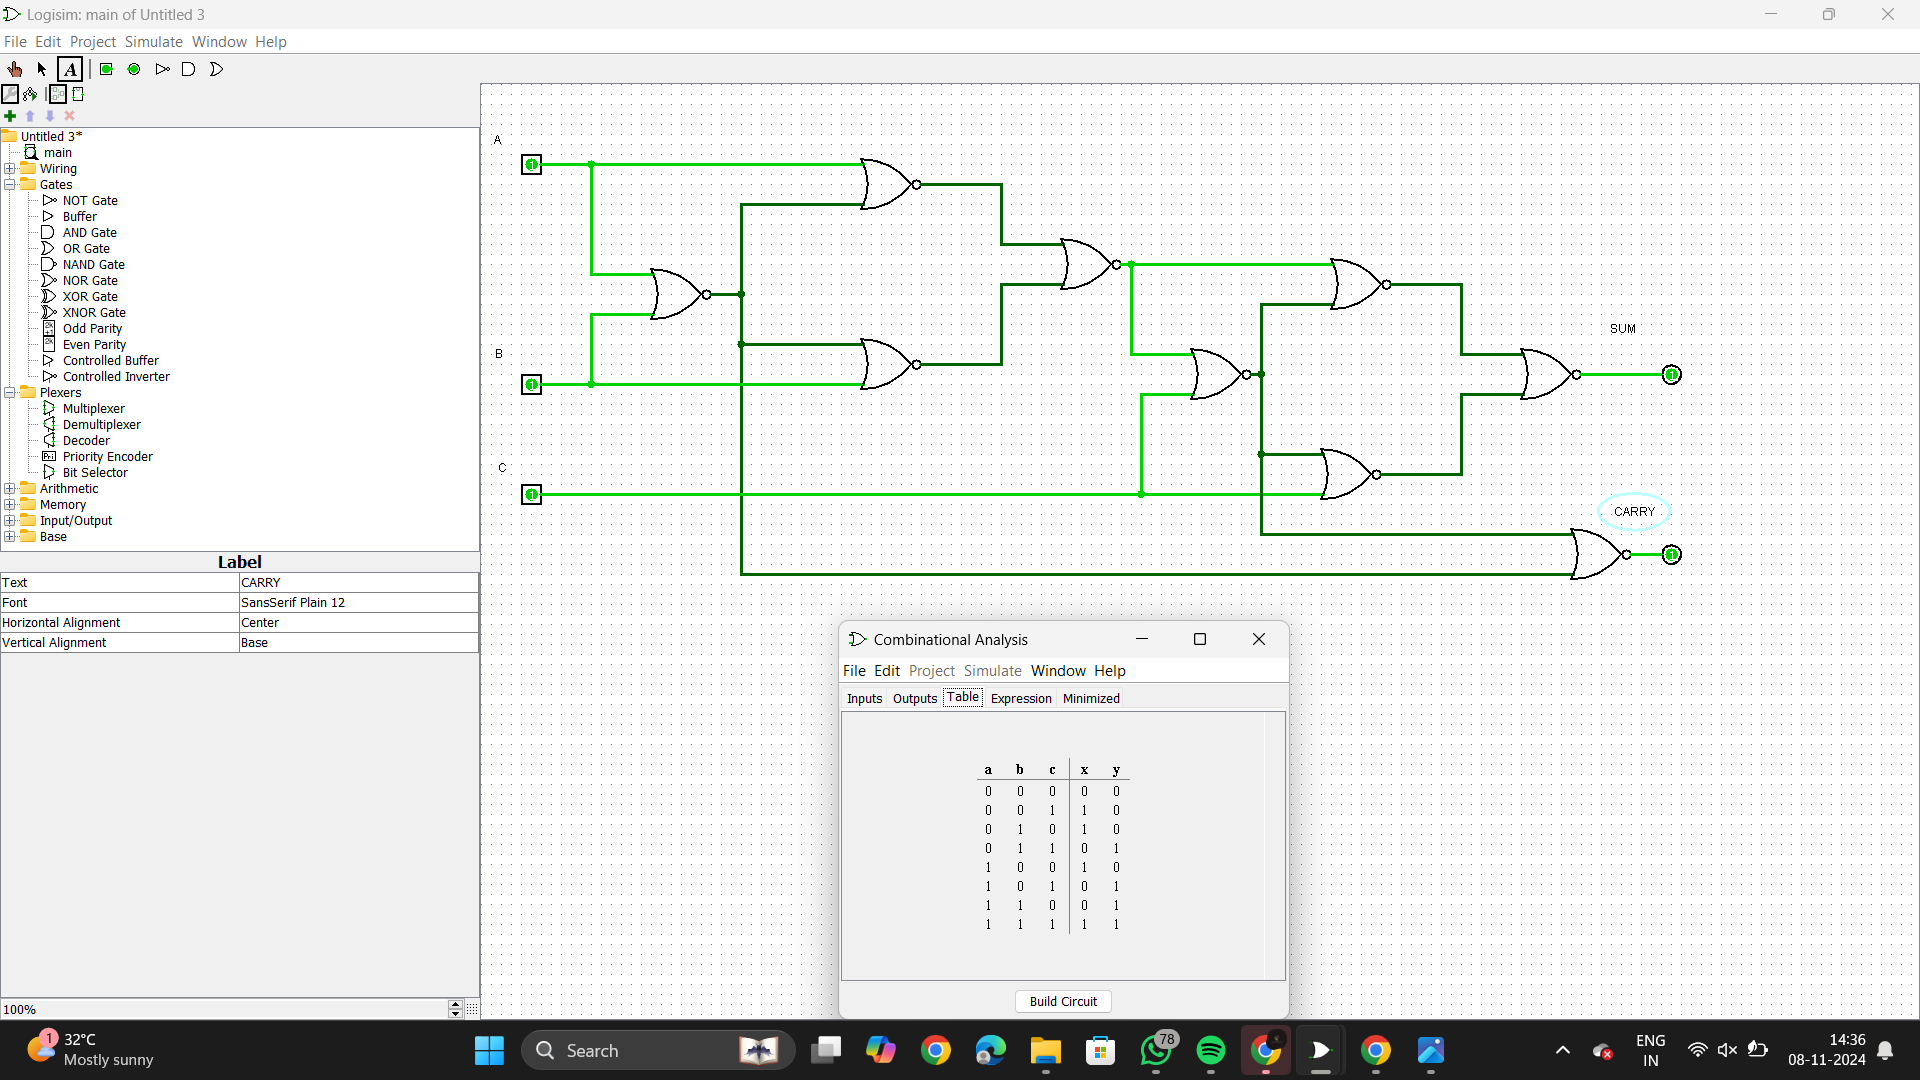 Logisim: main of Untitled 3
File Edit Project Simulate Window Help
A
Untitled 3*
main
Wiring
Gates
NOT Gate
Buffer
AND Gate
OR Gate
NAND Gate
NOR Gate
XOR Gate
XNOR Gate
Odd Parity
Even Parity
Controlled Buffer
Controlled Inverter
Plexers
Multiplexer
Demultiplexer
Decoder
Priority Encoder
Bit Selector
Arithmetic
Memory
Input/Output
Base
Label
Text CARRY
Font SansSerif Plain 12
Horizontal Alignment Center
Vertical Alignment Base
100%
A
1
B
1
C
1
SUM
1
CARRY
1
Combinational Analysis
File Edit Project Simulate Window Help
Inputs Outputs Table Expression Minimized
a b c x y
0 0 0 0 0
0 0 1 1 0
0 1 0 1 0
0 1 1 0 1
1 0 0 1 0
1 0 1 0 1
1 1 0 0 1
1 1 1 1 1
Build Circuit
1
32°C
Mostly sunny
Search
78
ENG
IN
14:36
08-11-2024